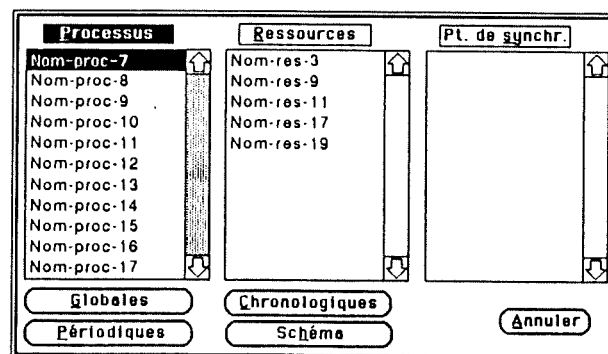 Processus Ressources Pt. de synchr.
Nom-proc-7 Nom-res-3
Nom-proc-8 Nom-res-9
Nom-proc-9 Nom-res-11
Nom-proc-10 Nom-res-17
Nom-proc-11 Nom-res-19
Nom-proc-12
Nom-proc-13
Nom-proc-14
Nom-proc-15
Nom-proc-16
Nom-proc-17
Globales Chronologiques
Périodiques Schéma Annuler